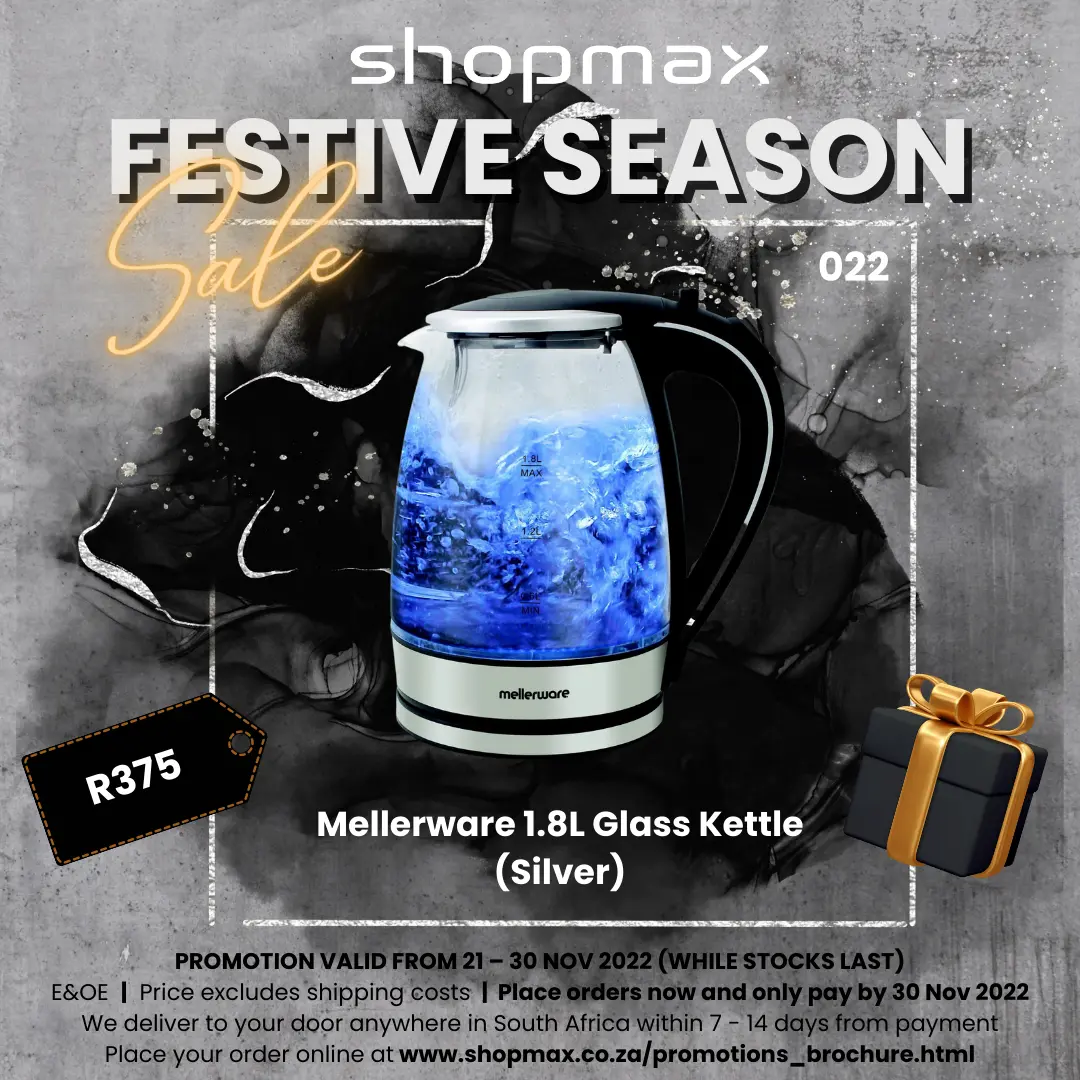 shopmax
FESTIVE SEASON
Sale
022
1.8L
MAX
1.2L
0.5L
MIN
mellerware
R375
Mellerware 1.8L Glass Kettle
(Silver)
PROMOTION VALID FROM 21 – 30 NOV 2022 (WHILE STOCKS LAST)
E&OE | Price excludes shipping costs | Place orders now and only pay by 30 Nov 2022
We deliver to your door anywhere in South Africa within 7 - 14 days from payment
Place your order online at www.shopmax.co.za/promotions_brochure.html